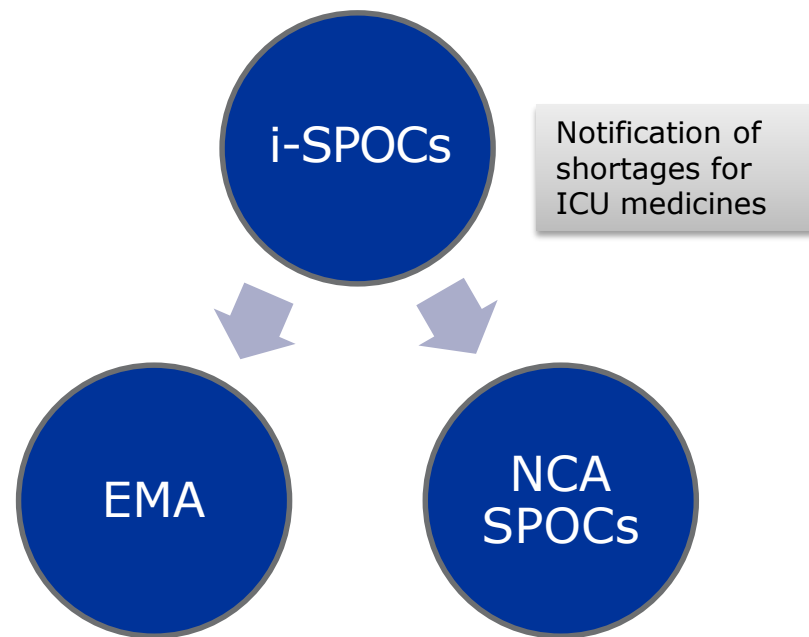 i-SPOCs
Notification of
shortages for
ICU medicines
EMA
NCA
SPOCs